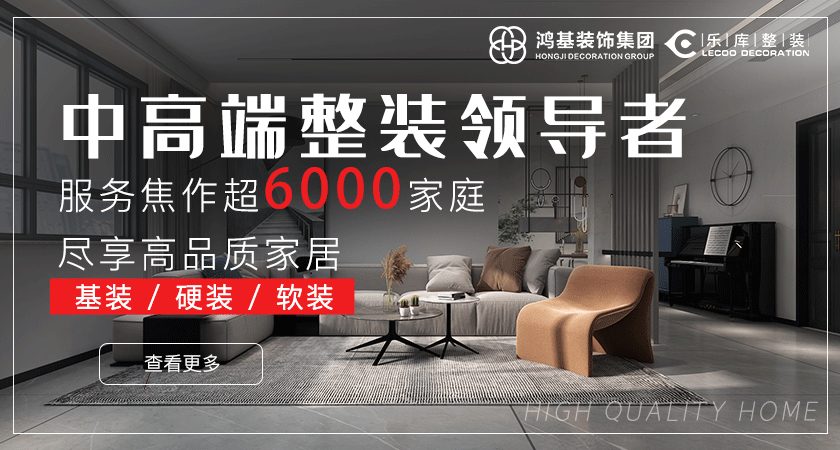 鸿基装饰集团
HONGJI DECORATION GROUP
乐库整装
LECOO DECORATION
中高端整装领导者
服务焦作超6000家庭
尽享高品质家居
基装 / 硬装 / 软装
查看更多
HIGH QUALITY HOME